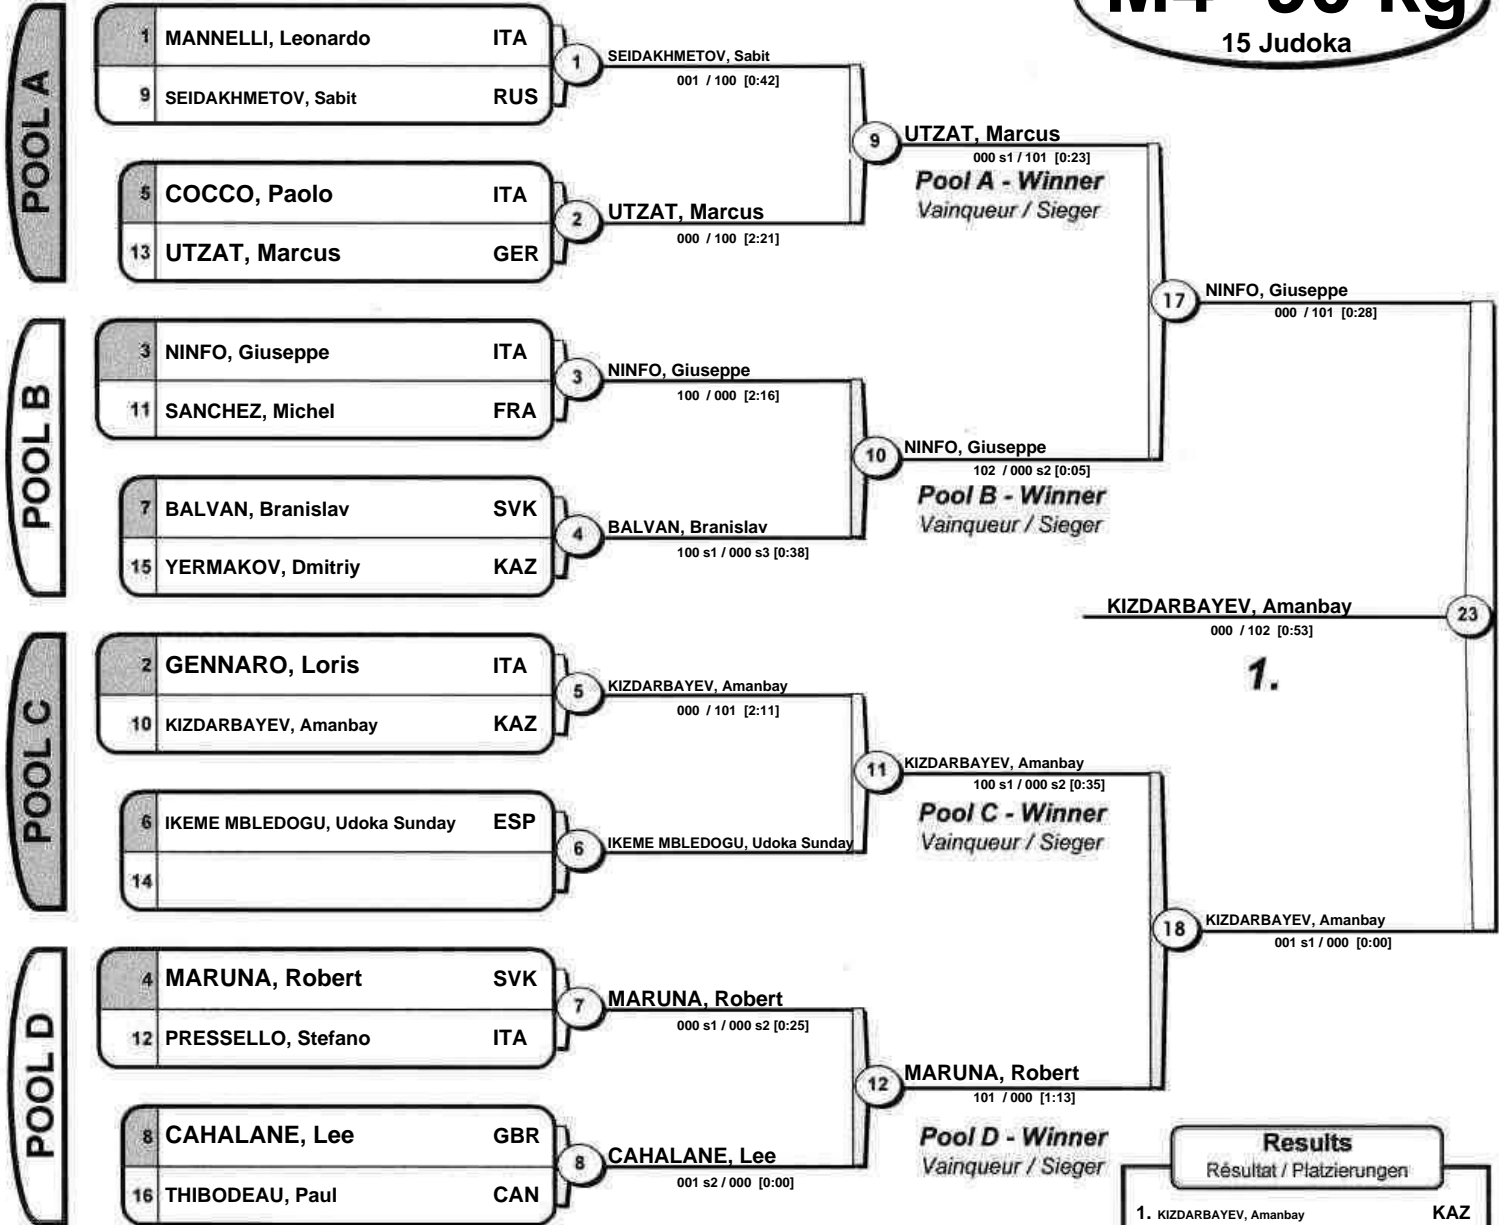 M4 -90 kg
15 Judoka
POOL A
1 MANNELLI, Leonardo ITA
9 SEIDAKHMETOV, Sabit RUS
1
SEIDAKHMETOV, Sabit
001 / 100 [0:42]
5 COCCO, Paolo ITA
13 UTZAT, Marcus GER
2
UTZAT, Marcus
000 / 100 [2:21]
9
UTZAT, Marcus
000 s1 / 101 [0:23]
Pool A - Winner
Vainqueur / Sieger
POOL B
3 NINFO, Giuseppe ITA
11 SANCHEZ, Michel FRA
3
NINFO, Giuseppe
100 / 000 [2:16]
7 BALVAN, Branislav SVK
15 YERMAKOV, Dmitriy KAZ
4
BALVAN, Branislav
100 s1 / 000 s3 [0:38]
10
NINFO, Giuseppe
102 / 000 s2 [0:05]
Pool B - Winner
Vainqueur / Sieger
17
NINFO, Giuseppe
000 / 101 [0:28]
POOL C
2 GENNARO, Loris ITA
10 KIZDARBAYEV, Amanbay KAZ
5
KIZDARBAYEV, Amanbay
000 / 101 [2:11]
6 IKEME MBLEDOGU, Udoka Sunday ESP
14
6
IKEME MBLEDOGU, Udoka Sunday
11
KIZDARBAYEV, Amanbay
100 s1 / 000 s2 [0:35]
Pool C - Winner
Vainqueur / Sieger
POOL D
4 MARUNA, Robert SVK
12 PRESSELLO, Stefano ITA
7
MARUNA, Robert
000 s1 / 000 s2 [0:25]
8 CAHALANE, Lee GBR
16 THIBODEAU, Paul CAN
8
CAHALANE, Lee
001 s2 / 000 [0:00]
12
MARUNA, Robert
101 / 000 [1:13]
Pool D - Winner
Vainqueur / Sieger
18
KIZDARBAYEV, Amanbay
001 s1 / 000 [0:00]
KIZDARBAYEV, Amanbay
23
000 / 102 [0:53]
1.
Results
Résultat / Platzierungen
1. KIZDARBAYEV, Amanbay KAZ